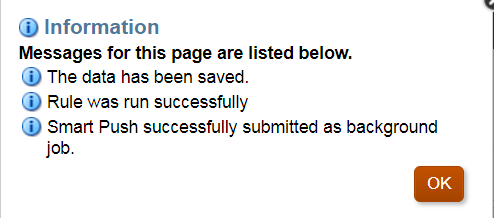 Information
Messages for this page are listed below.
The data has been saved.
Rule was run successfully
Smart Push successfully submitted as background
job.
OK